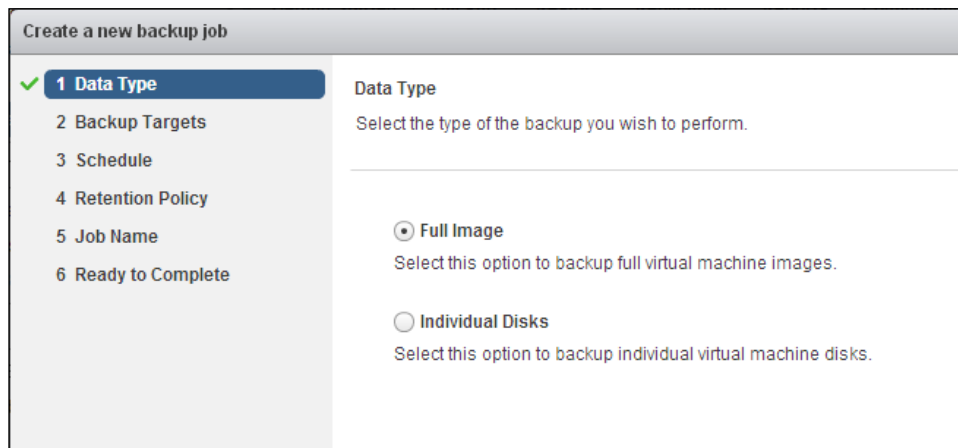 Create a new backup job
1 Data Type
2 Backup Targets
3 Schedule
4 Retention Policy
5 Job Name
6 Ready to Complete
Data Type
Select the type of the backup you wish to perform.
Full Image
Select this option to backup full virtual machine images.
Individual Disks
Select this option to backup individual virtual machine disks.